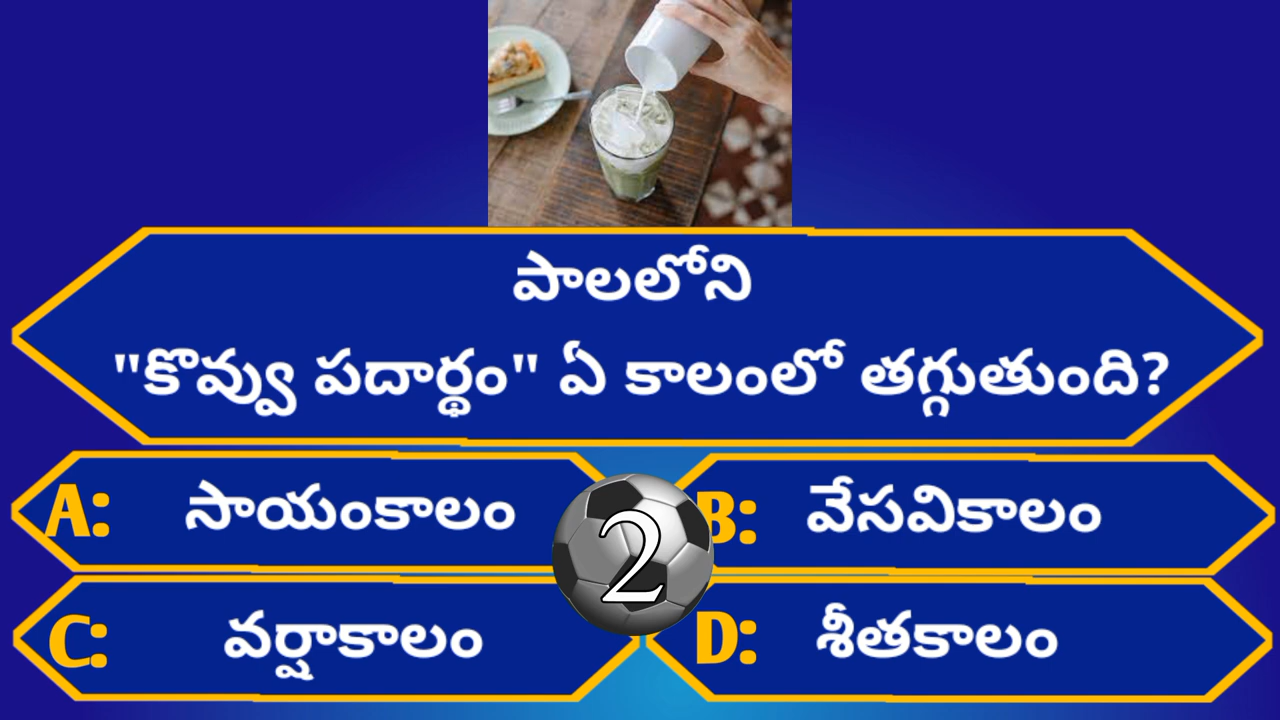 పాలలోని
"కొవ్వు పదార్థం" ఏ కాలంలో తగ్గుతుంది?
A: సాయంకాలం
B: వేసవికాలం
2
C: వర్షాకాలం
D: శీతకాలం